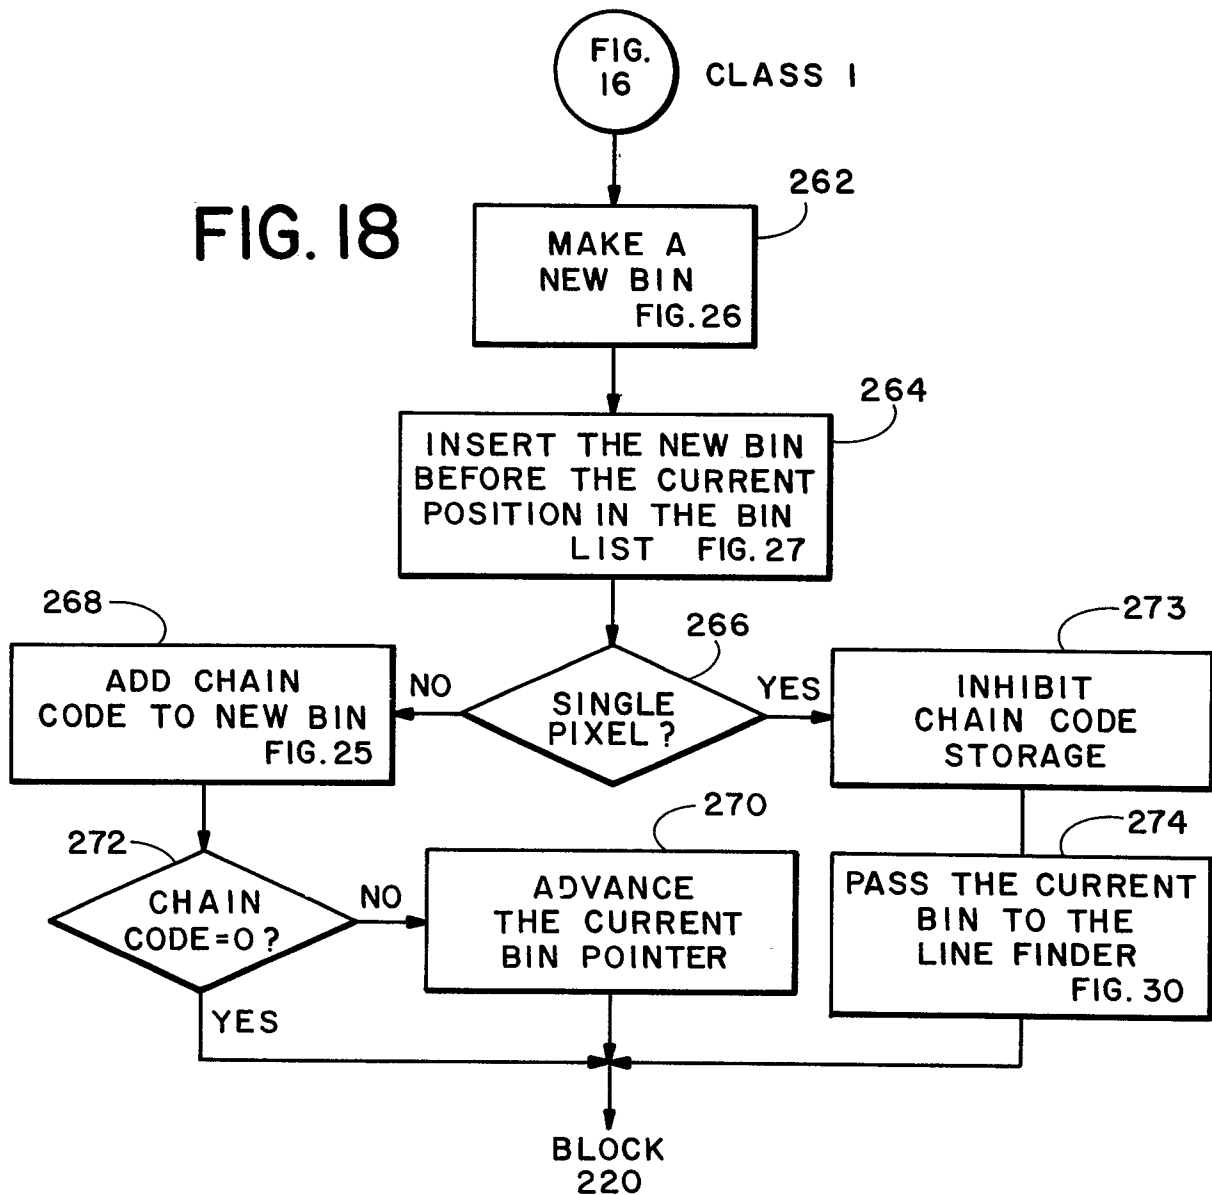 FIG.
16
CLASS 1
FIG. 18
262
MAKE A
NEW BIN
FIG. 26
264
INSERT THE NEW BIN
BEFORE THE CURRENT
POSITION IN THE BIN
LIST FIG. 27
268
ADD CHAIN
CODE TO NEW BIN
FIG. 25
NO
266
SINGLE
PIXEL?
YES
273
INHIBIT
CHAIN CODE
STORAGE
272
CHAIN
CODE=0?
NO
YES
270
ADVANCE
THE CURRENT
BIN POINTER
274
PASS THE CURRENT
BIN TO THE
LINE FINDER
FIG. 30
BLOCK
220